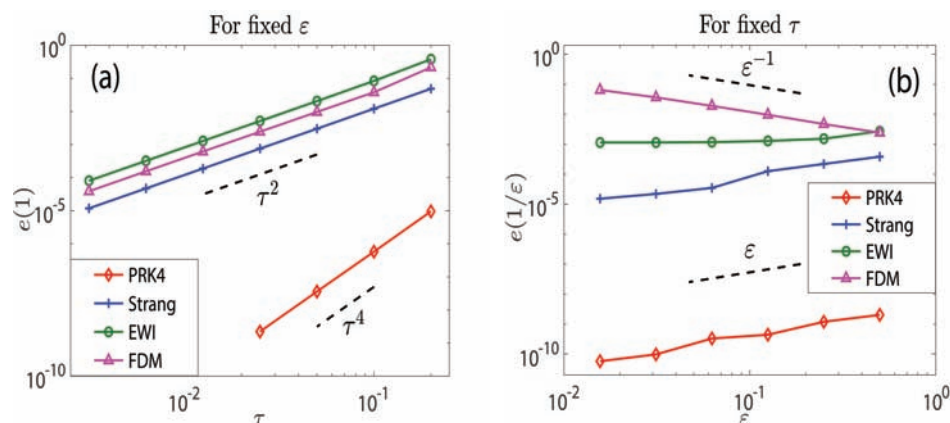 For fixed ε
(a)
10^0
10^-5
10^-10
e(1)
τ^2
τ^4
PRK4
Strang
EWI
FDM
10^-2
10^-1
τ
For fixed τ
(b)
10^0
10^-5
10^-10
e(1/ε)
ε^-1
ε
PRK4
Strang
EWI
FDM
10^-2
10^-1
10^0
ε